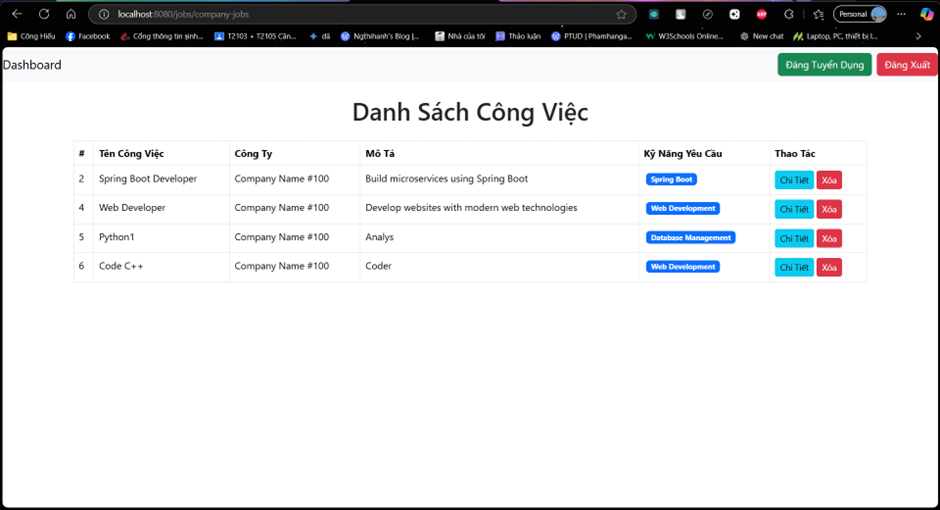 localhost:8080/jobs/company-jobs
Personal
Công Hiếu Facebook Cổng thông tin sinh... T2103 + T2105 Căn... dā Ngthihanh's Blog |... Nhà của tôi Thảo luận PTUD | Phamhanga... W3Schools Online... New chat Laptop, PC, thiết bị l...
Dashboard Đăng Tuyển Dụng Đăng Xuất
Danh Sách Công Việc
# Tên Công Việc Công Ty Mô Tả Kỹ Năng Yêu Cầu Thao Tác
2 Spring Boot Developer Company Name #100 Build microservices using Spring Boot Spring Boot Chi Tiết Xóa
4 Web Developer Company Name #100 Develop websites with modern web technologies Web Development Chi Tiết Xóa
5 Python1 Company Name #100 Analys Database Management Chi Tiết Xóa
6 Code C++ Company Name #100 Coder Web Development Chi Tiết Xóa